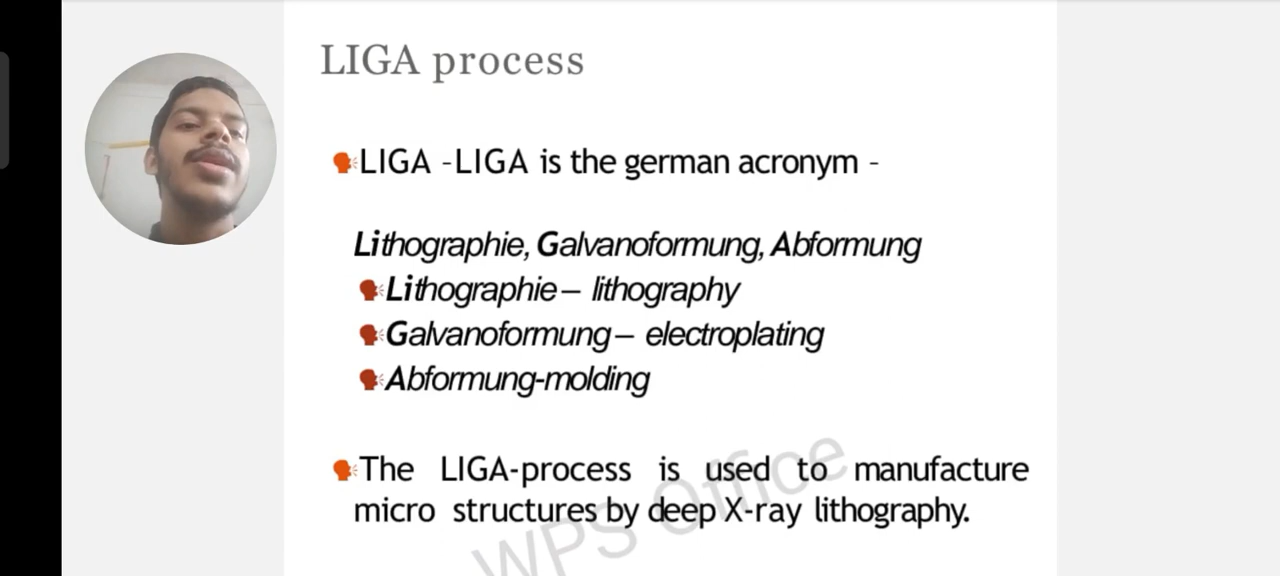 LIGA process
LIGA -LIGA is the german acronym -
Lithographie, Galvanoformung, Abformung
Lithographie – lithography
Galvanoformung – electroplating
Abformung-molding
The LIGA-process is used to manufacture
micro structures by deep X-ray lithography.
WPS Office